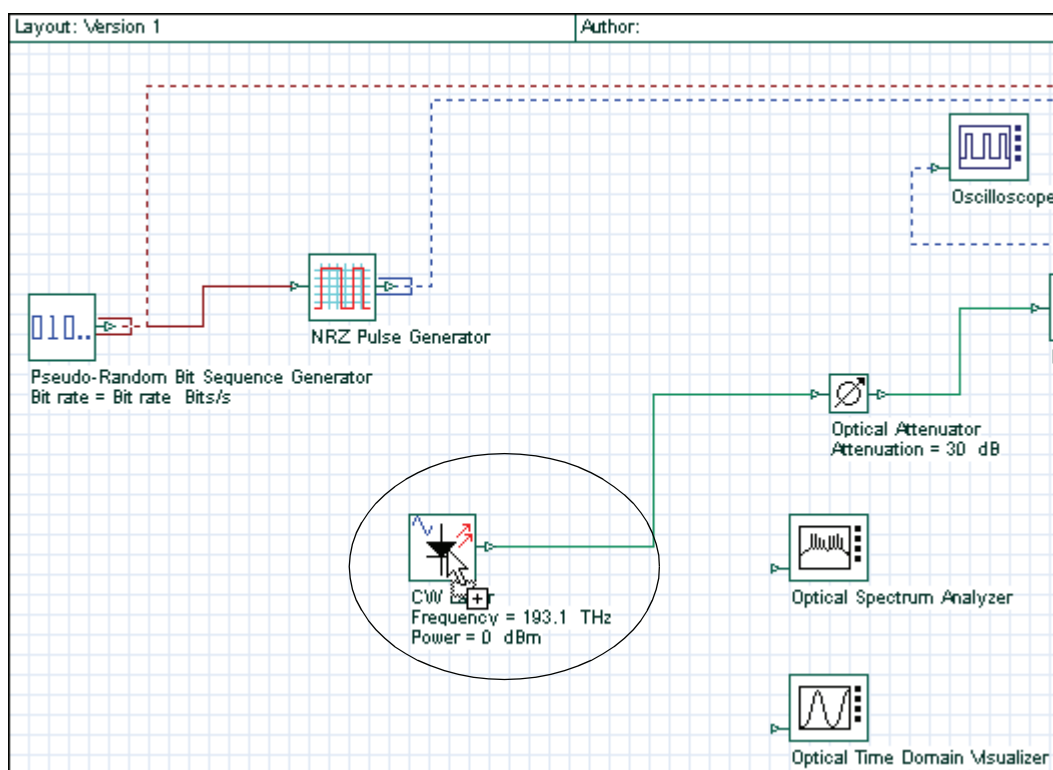 Layout: Version 1
Author:
Oscilloscope
NRZ Pulse Generator
010..
Pseudo-Random Bit Sequence Generator
Bit rate = Bit rate Bits/s
Optical Attenuator
Attenuation = 30 dB
CW
Frequency = 193.1 THz
Power = 0 dBm
Optical Spectrum Analyzer
Optical Time Domain Visualizer